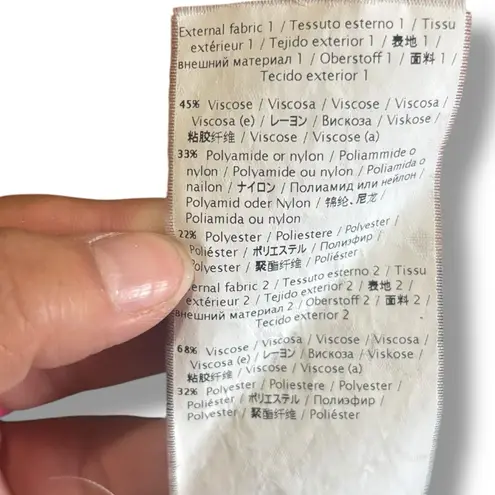 External fabric 1 / Tessuto esterno 1 / Tissu
extérieur 1 / Tejido exterior 1 / 表地 1 /
внешний материал 1 / Oberstoff 1 / 面料 1 /
Tecido exterior 1
45% Viscose / Viscosa / Viscose / Viscosa /
Viscosa (e) / レーヨン / Вискоза / Viskose /
粘胶纤维 / Viscose / Viscose (a)
33% Polyamide or nylon / Poliammide o
nylon / Polyamide ou nylon / Poliamida o
nailon / ナイロン / Полиамид или нейлон /
Polyamid oder Nylon / 锦纶、尼龙 /
Poliamida ou nylon
22% Polyester / Poliestere / Polyester /
Poliéster / ポリエステル / Полиэфир /
Polyester / 聚酯纤维 / Poliéster
ernal fabric 2 / Tessuto esterno 2 / Tissu
extérieur 2 / Tejido exterior 2 / 表地 2 /
внешний материал 2 / Oberstoff 2 / 面料 2 /
Tecido exterior 2
68% Viscose / Viscosa / Viscose / Viscosa /
Viscosa (e) / レーヨン / Вискоза / Viskose /
粘胶纤维 / Viscose / Viscose (a)
32% Polyester / Poliestere / Polyester /
Poliéster / ポリエステル / Полиэфир /
Polyester / 聚酯纤维 / Poliéster